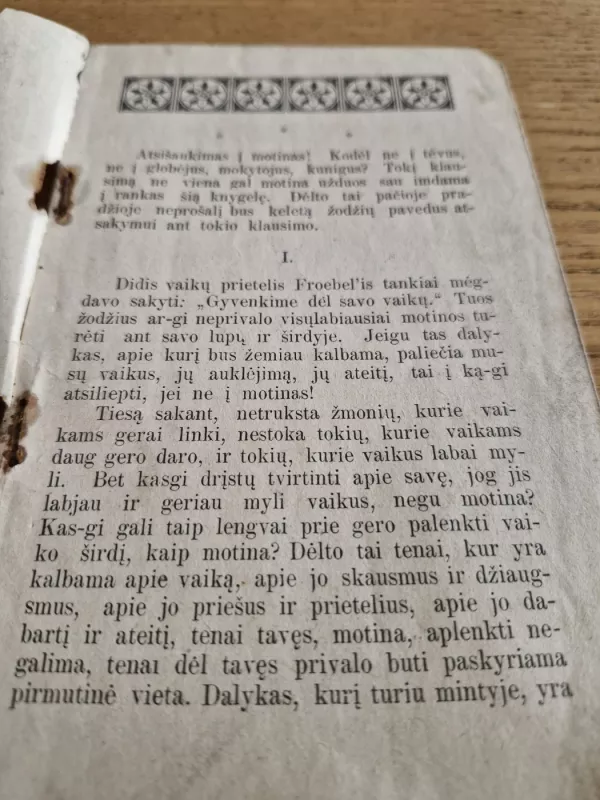 * * *
Atsišaukimas į motinas! Kodėl ne į tėvus,
ne į globėjus, mokytojus, kunigus? Tokį klau-
simą ne viena gal motina užduos sau imdama
į rankas šią knygelę. Dėlto tai pačioje pra-
džioje neprošalį bus keletą žodžių pavedus at-
sakymui ant tokio klausimo.
I.
Didis vaikų prietelis Froebel'is tankiai mėg-
davo sakyti: „Gyvenkime dėl savo vaikų.“ Tuos
žodžius ar-gi neprivalo visųlabiausiai motinos tu-
rėti ant savo lupų ir širdyje. Jeigu tas daly-
kas, apie kurį bus žemiau kalbama, paliečia mu-
sų vaikus, jų auklėjimą, jų ateitį, tai į ką-gi
atsiliepti, jei ne į motinas!
Tiesą sakant, netruksta žmonių, kurie vai-
kams gerai linki, nestoka tokių, kurie vaikams
daug gero daro, ir tokių, kurie vaikus labai my-
li. Bet kasgi drįstų tvirtinti apie savę, jog jis
labjau ir geriau myli vaikus, negu motina?
Kas-gi gali taip lengvai prie gero palenkti vai-
ko širdį, kaip motina? Dėlto tai tenai, kur yra
kalbama apie vaiką, apie jo skausmus ir džiaug-
smus, apie jo priešus ir prietelius, apie jo da-
bartį ir ateitį, tenai tavęs, motina, aplenkti ne-
galima, tenai dėl tavęs privalo buti paskyriama
pirmutinė vieta. Dalykas, kurį turiu mintyje, yra